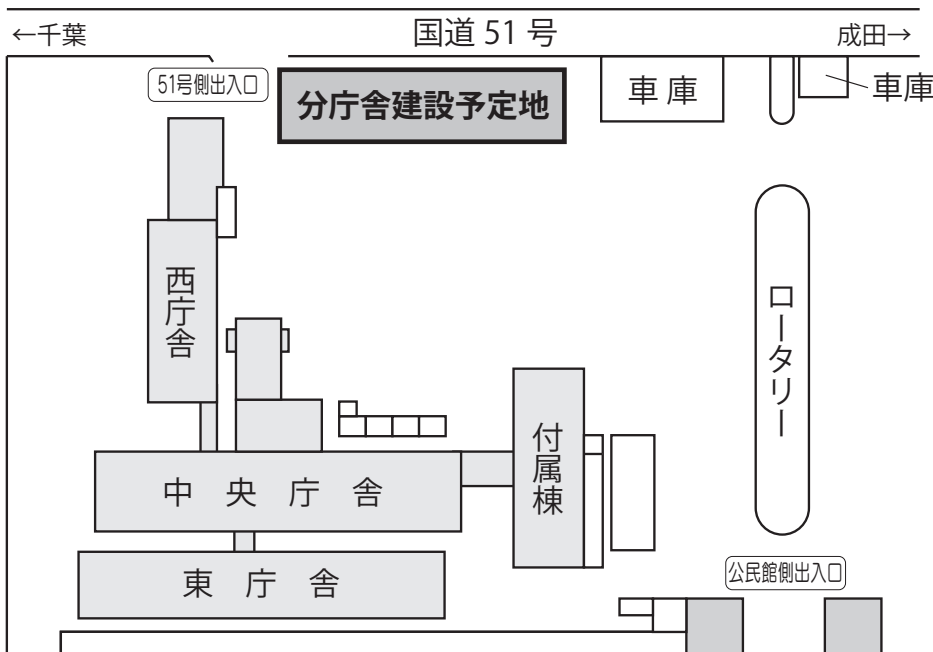 ←千葉
国道 51 号
成田→
51号側出入口
分庁舎建設予定地
車庫
車庫
西庁舎
ロータリー
付属棟
中央庁舎
公民館側出入口
東庁舎